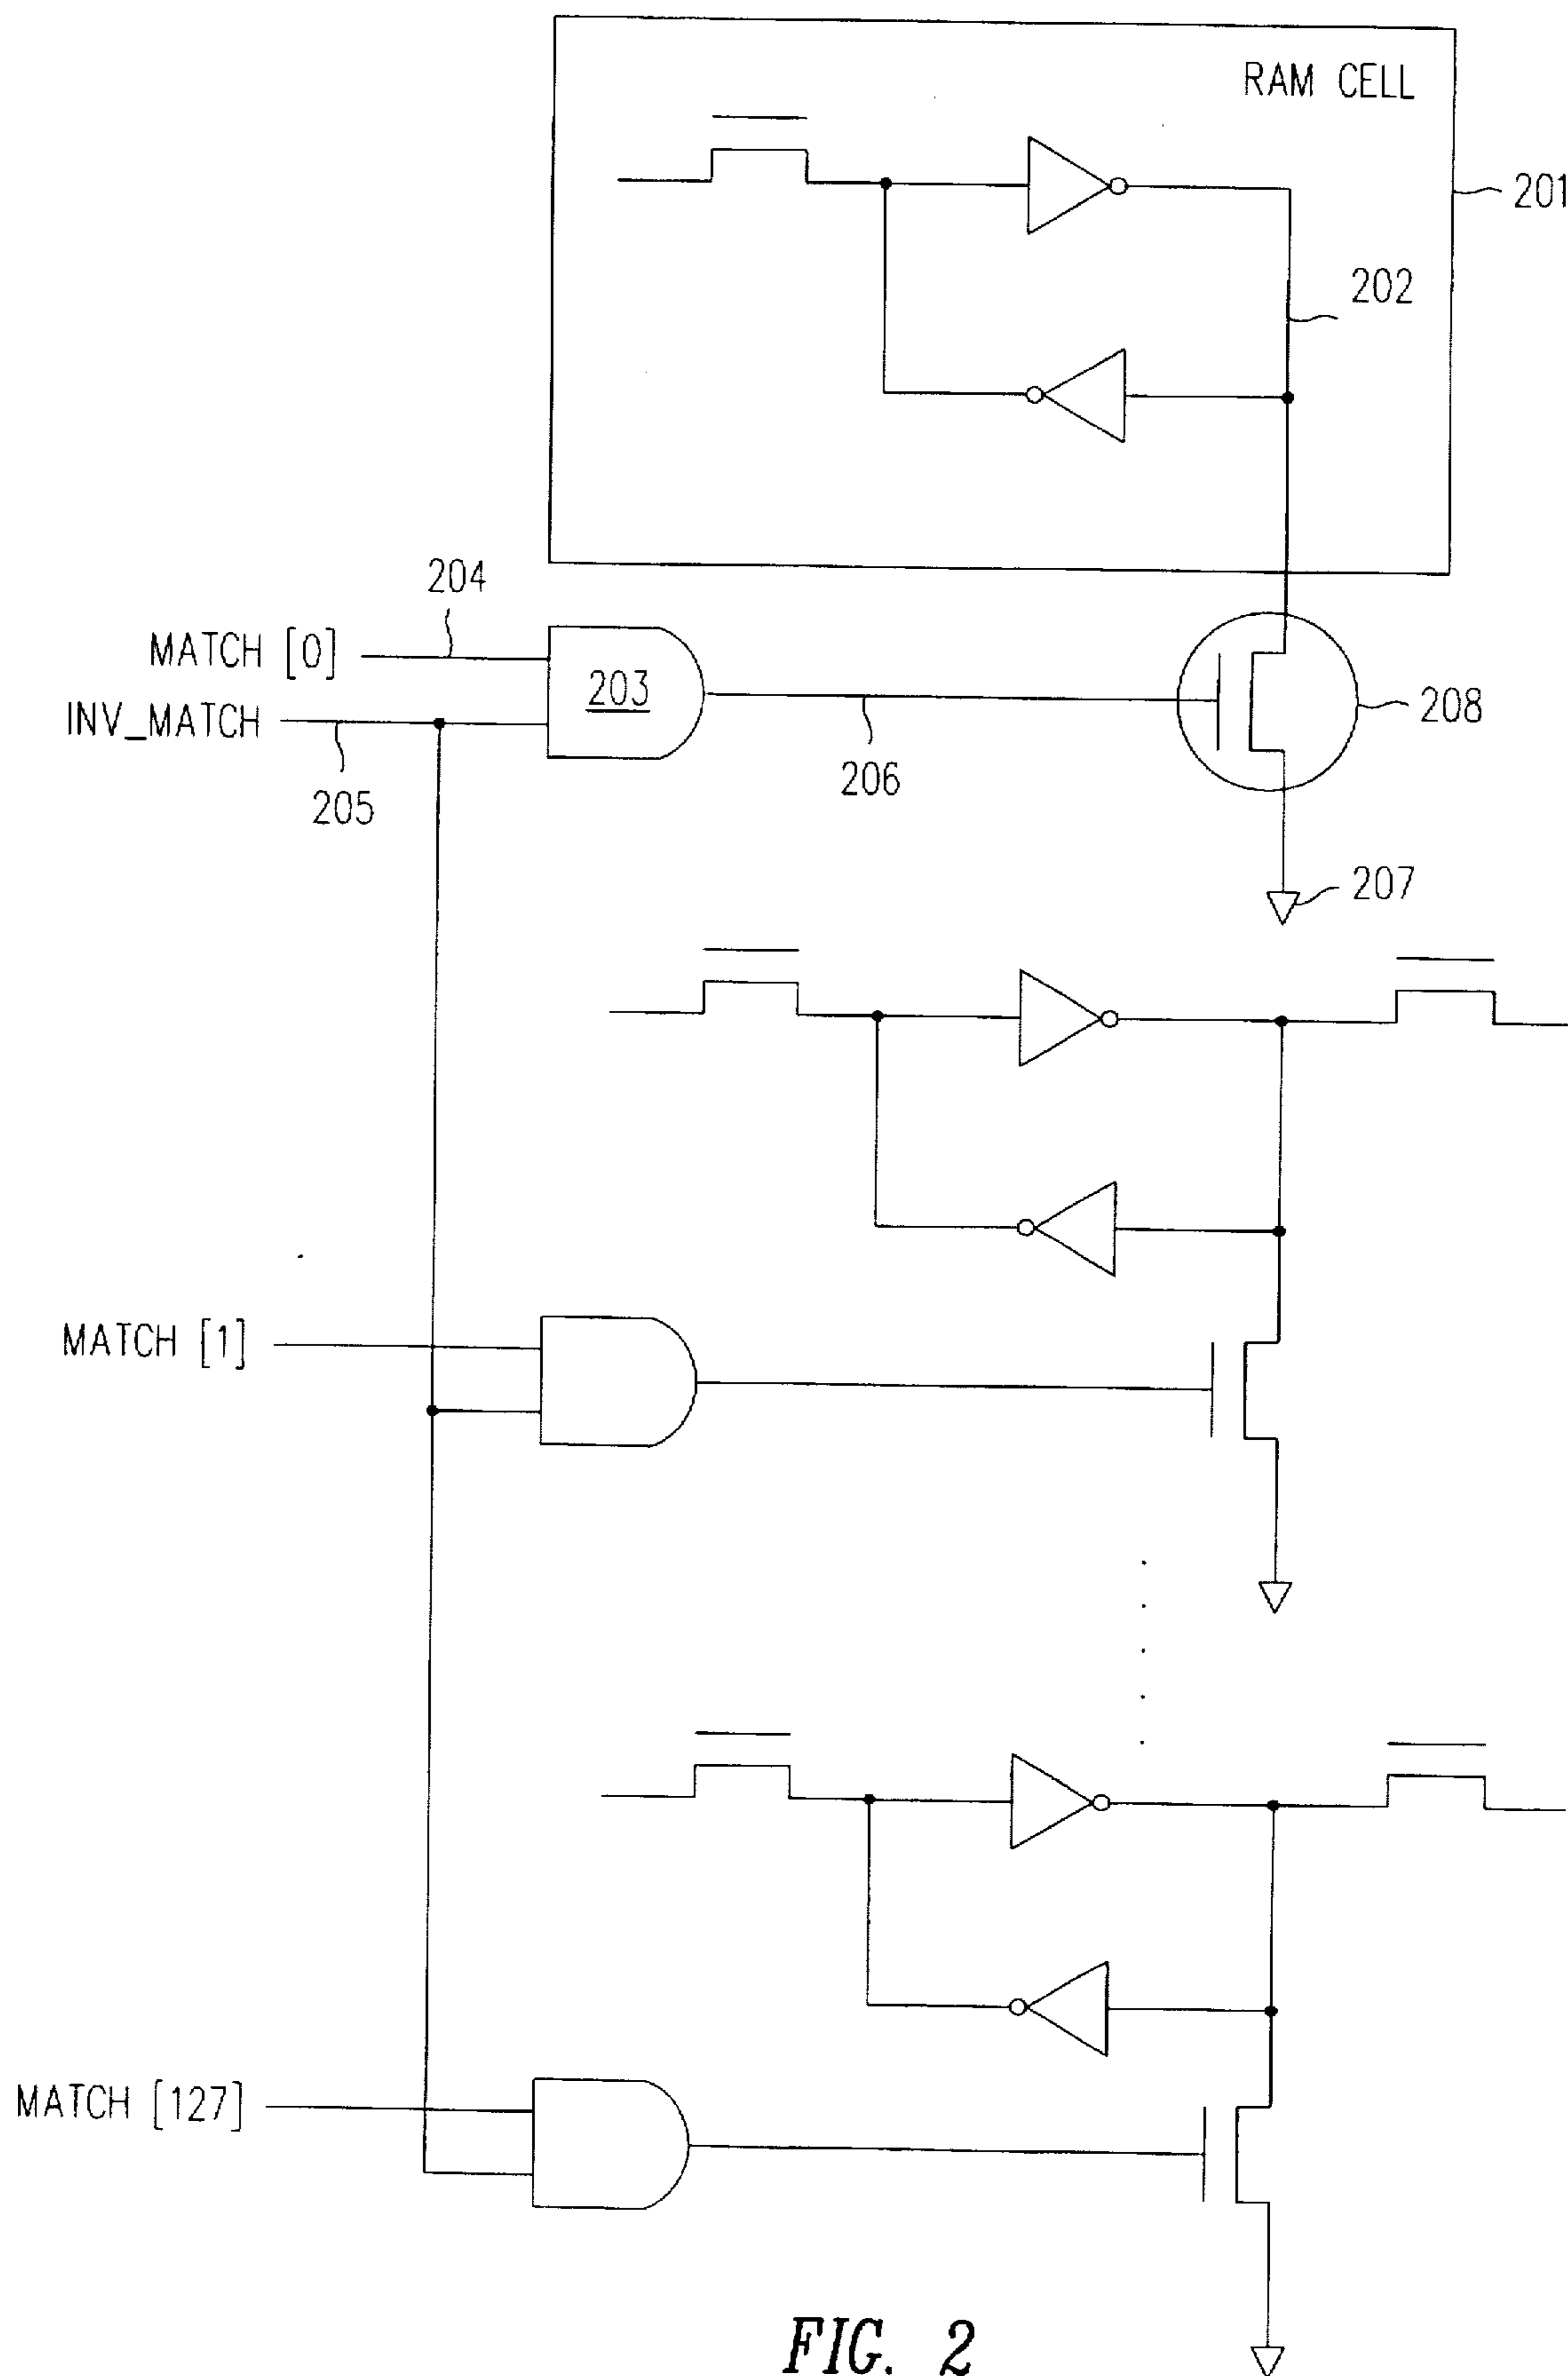 RAM CELL
201
202
204
MATCH [0]
203
INV_MATCH
208
206
205
207
MATCH [1]
MATCH [127]
FIG. 2